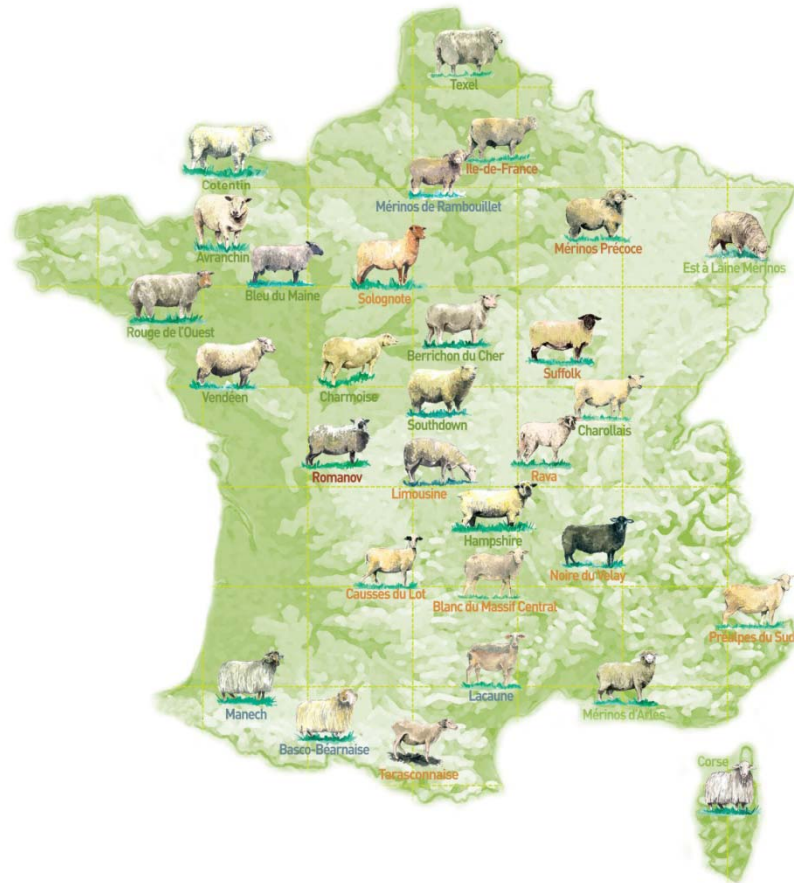 Texel
Ile-de-France
Cotentin
Mérinos de Rambouillet
Avranchin
Mérinos Précoce
Est à Laine Mérinos
Bleu du Maine
Solognote
Rouge de l'Ouest
Berrichon du Cher
Suffolk
Vendéen
Charmoise
Southdown
Charollais
Romanov
Limousine
Rava
Hampshire
Noire du Velay
Causses du Lot
Blanc du Massif Central
Préalpes du Sud
Lacaune
Manech
Mérinos d'Arles
Basco-Béarnaise
Tarasconnaise
Corse